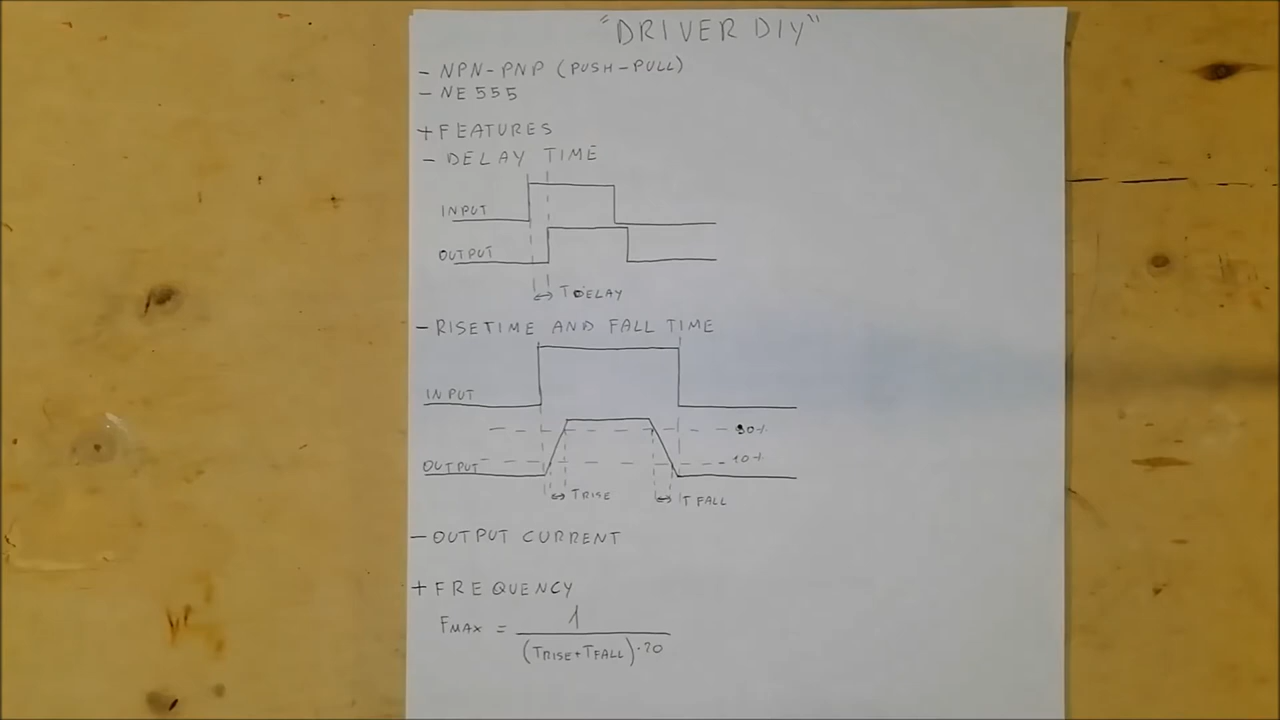 "DRIVER DIY"
- NPN-PNP (PUSH-PULL)
- NE555
+ FEATURES
- DELAY TIME
INPUT
OUTPUT
TDELAY
- RISETIME AND FALL TIME
INPUT
90%
OUTPUT
10%
TRISE
T FALL
- OUTPUT CURRENT
+ FREQUENCY
FMAX = 1
(TRISE+TFALL)·20